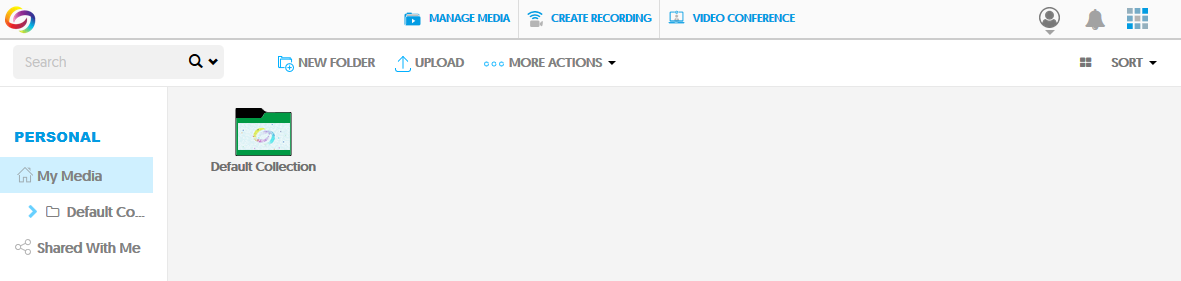 MANAGE MEDIA
CREATE RECORDING
VIDEO CONFERENCE
Search
NEW FOLDER
UPLOAD
MORE ACTIONS
SORT
PERSONAL
My Media
Default Co...
Shared With Me
Default Collection